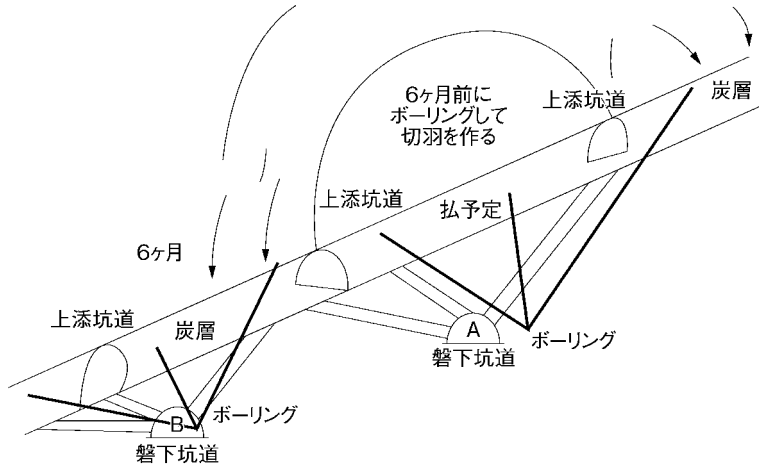 6ヶ月前に
ボーリングして
切羽を作る
上添坑道
炭層
上添坑道
払予定
6ヶ月
上添坑道
炭層
A
ボーリング
磐下坑道
B
ボーリング
磐下坑道